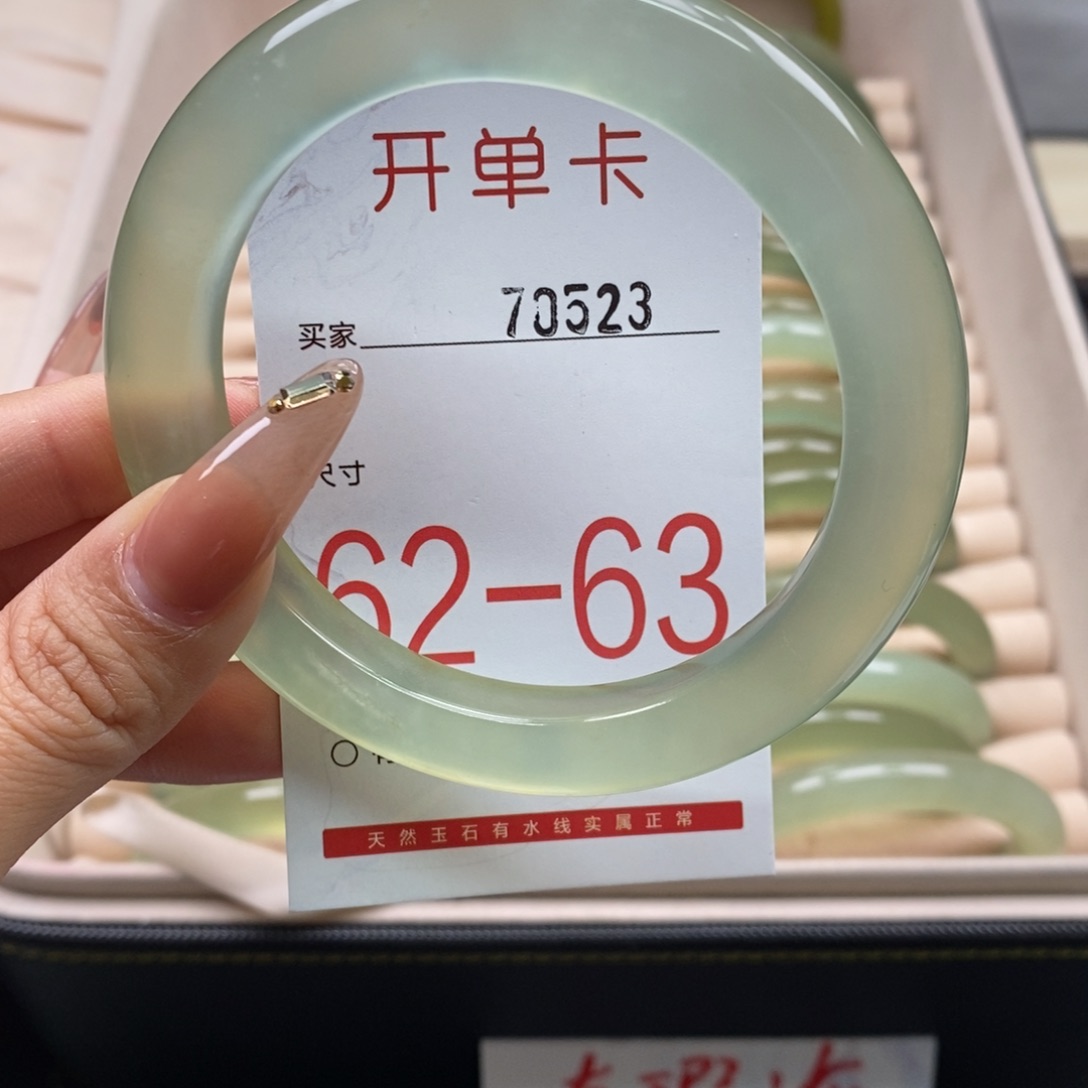 开单卡
买家 70523
尺寸
62-63
天然玉石有水线实属正常